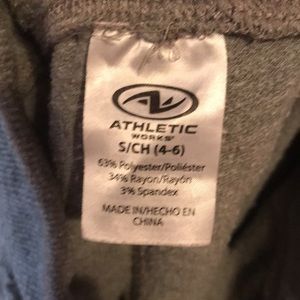 ATHLETIC
WORKS®
S/CH (4-6)
63% Polyester/Poliéster
34% Rayon/Rayón
3% Spandex
MADE IN/HECHO EN
CHINA